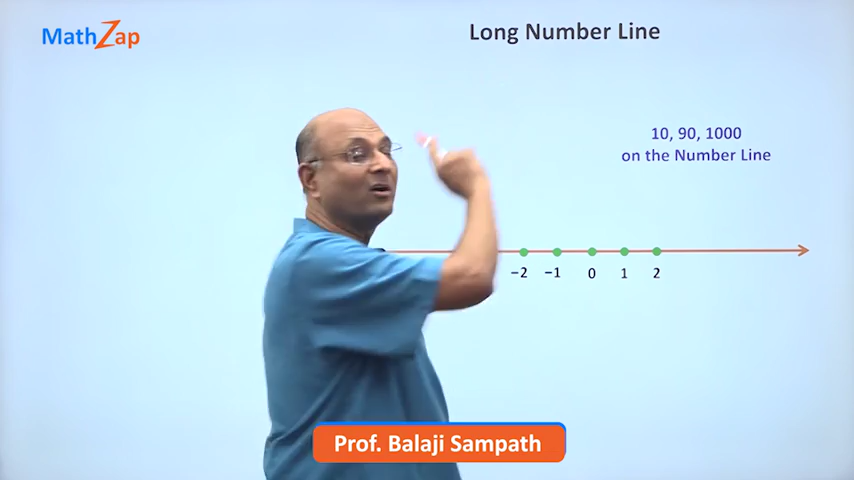 MathZap
Long Number Line
10, 90, 1000
on the Number Line
−2 −1 0 1 2
Prof. Balaji Sampath